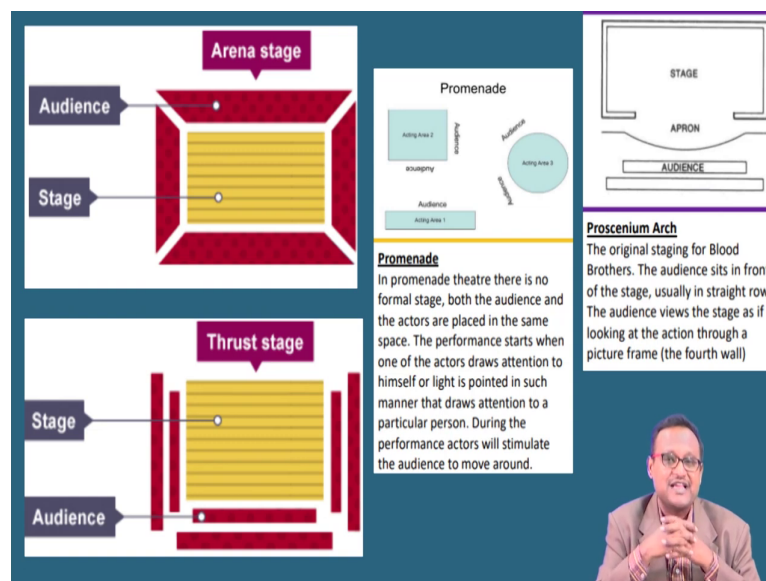 Arena stage
Audience
Stage
Thrust stage
Stage
Audience
Promenade
Acting Area 2
Audience
Audience
Audience
Acting Area 3
Audience
Audience
Acting Area 1
Promenade
In promenade theatre there is no
formal stage, both the audience and
the actors are placed in the same
space. The performance starts when
one of the actors draws attention to
himself or light is pointed in such
manner that draws attention to a
particular person. During the
performance actors will stimulate
the audience to move around.
STAGE
APRON
AUDIENCE
Proscenium Arch
The original staging for Blood
Brothers. The audience sits in front
of the stage, usually in straight row
The audience views the stage as if
looking at the action through a
picture frame (the fourth wall)